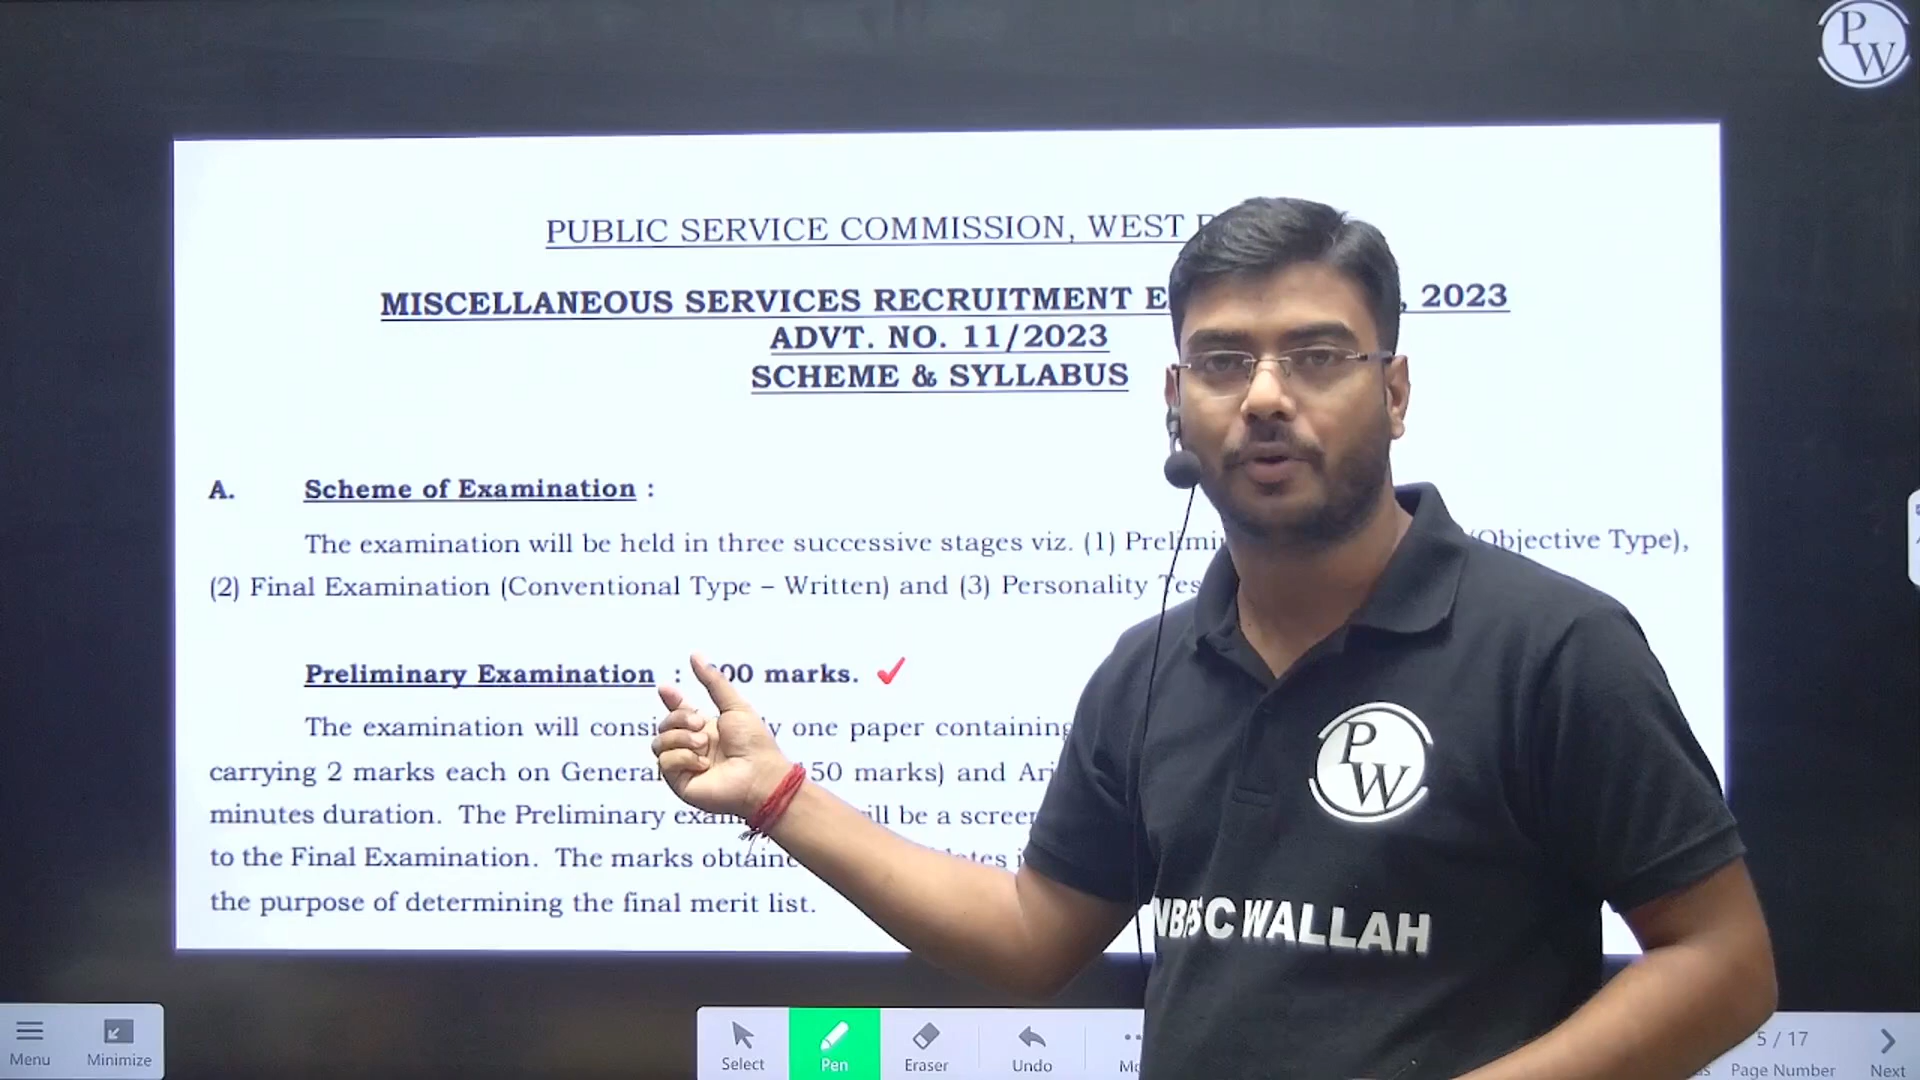 PW
PUBLIC SERVICE COMMISSION, WEST
MISCELLANEOUS SERVICES RECRUITMENT , 2023
ADVT. NO. 11/2023
SCHEME & SYLLABUS
A. Scheme of Examination :
The examination will be held in three successive stages viz. (1) (Objective Type),
(2) Final Examination (Conventional Type – Written) and (3) Personality
Preliminary Examination : marks.
The examination will one paper containing
carrying 2 marks each on General marks) and
minutes duration. The Preliminary will be a
to the Final Examination. The marks
the purpose of determining the final merit list.
PW
WALLAH
Menu
Minimize
Select
Pen
Eraser
Undo
5 / 17
Page Number
Next